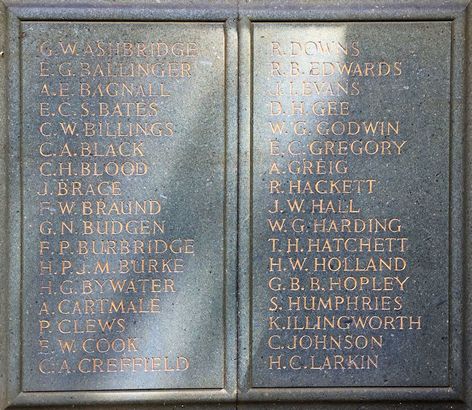 G. W. ASHBRIDGE
E. G. BALLINGER
A. E. BAGNALL
E. C. S. BATES
C. W. BILLINGS
C. A. BLACK
C. H. BLOOD
J. BRACE
F. W. BRAUND
G. N. BUDGEN
F. P. BURBRIDGE
H. P. J. M. BURKE
H. G. BYWATER
A. CARTMALE
P. CLEWS
E. W. COOK
C. A. CREFFIELD
R. DOWNS
R. B. EDWARDS
J. EVANS
D. H. GEE
W. G. GODWIN
E. C. GREGORY
A. GREIG
R. HACKETT
J. W. HALL
W. G. HARDING
T. H. HATCHETT
H. W. HOLLAND
G. B. B. HOPLEY
S. HUMPHRIES
K. ILLINGWORTH
C. JOHNSON
H. C. LARKIN